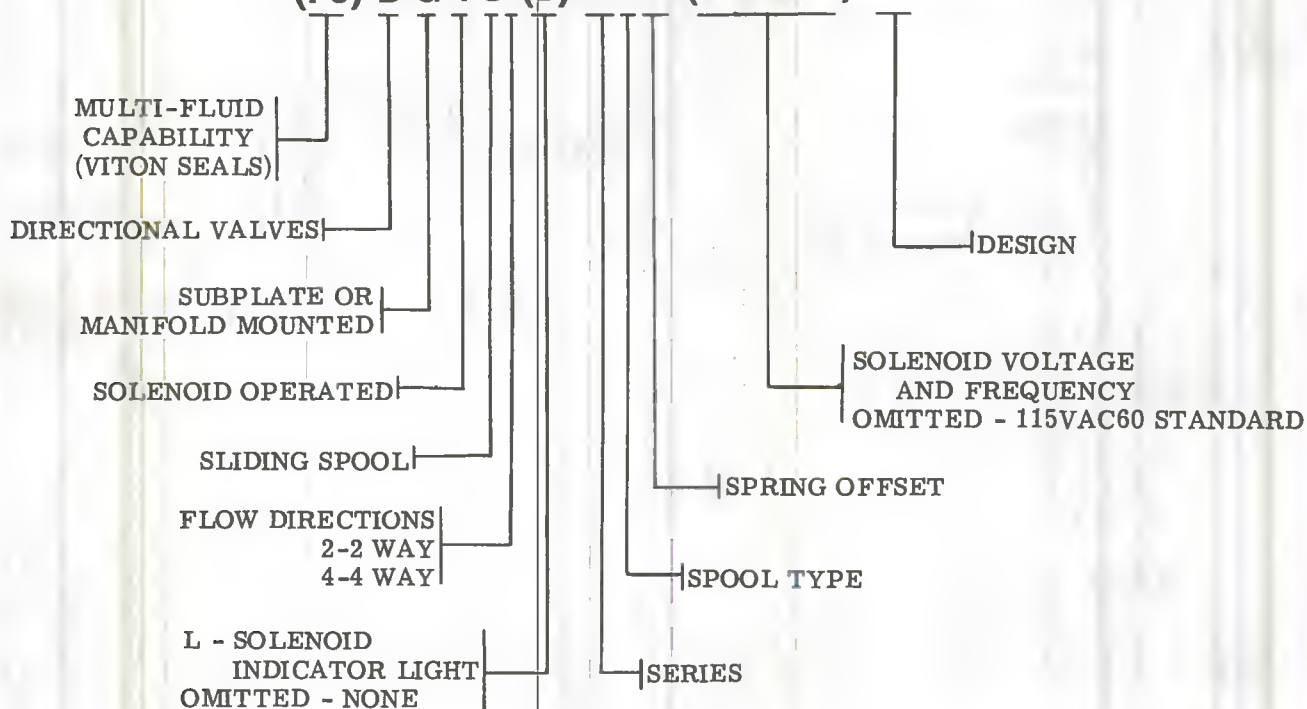 MULTI-FLUID
CAPABILITY
(VITON SEALS)
DIRECTIONAL VALVES
DESIGN
SUBPLATE OR
MANIFOLD MOUNTED
SOLENOID VOLTAGE
AND FREQUENCY
OMITTED - 115VAC60 STANDARD
SOLENOID OPERATED
SLIDING SPOOL
SPRING OFFSET
FLOW DIRECTIONS
2-2 WAY
4-4 WAY
SPOOL TYPE
L - SOLENOID
INDICATOR LIGHT
OMITTED - NONE
SERIES